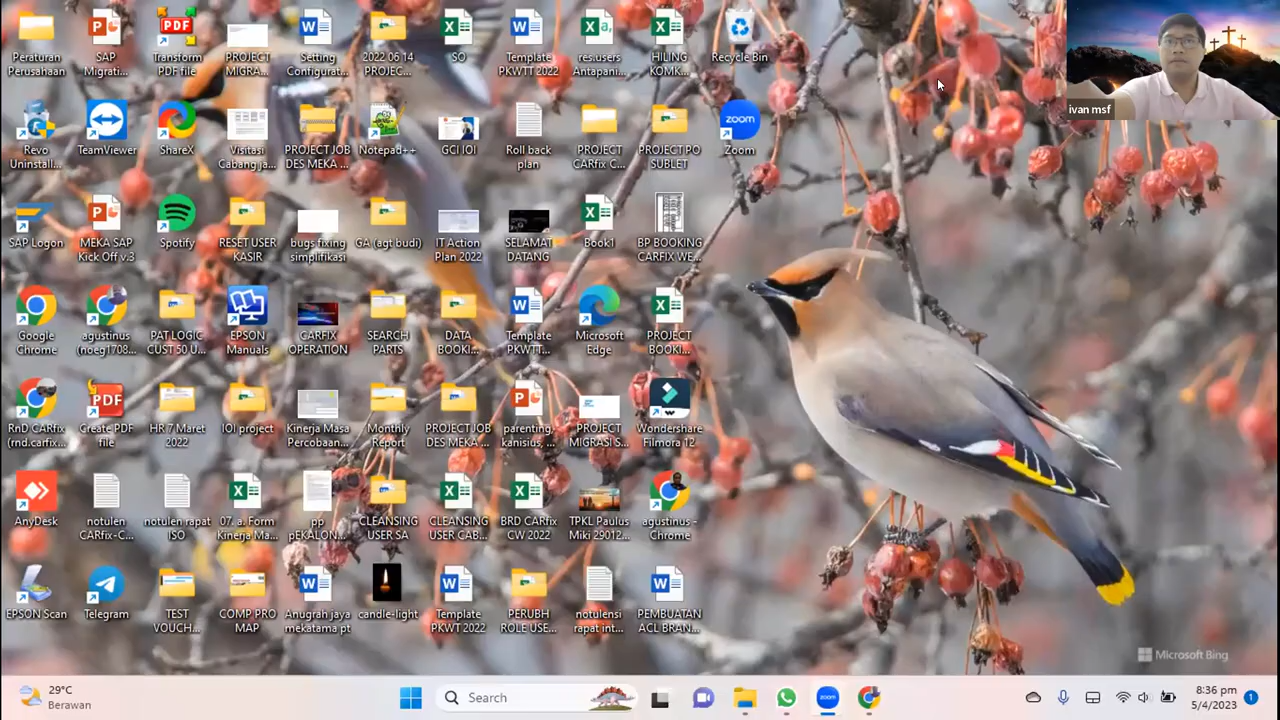 Peraturan
Perusahaan
SAP
Migrati...
Transform
PDF file
PROJECT
MIGRA...
Setting
Configurat...
2022 06 14
PROJEC...
SO
Template
PKWTT 2022
res.users
Antapani...
HILING
KOMK...
Recycle Bin
ivan msf
Revo
Uninstall...
TeamViewer
ShareX
Visitasi
Cabang ja...
PROJECT JOB
DES MEKA ...
Notepad++
GCI IOI
Roll back
plan
PROJECT
CARfix C...
PROJECT PO
SUBLET
zoom
Zoom
SAP Logon
MEKA SAP
Kick Off v.3
Spotify
RESET USER
KASIR
bugs fixing
simplifikasi
GA (agt budi)
IT Action
Plan 2022
SELAMAT
DATANG
Book1
BP BOOKING
CARFIX WE...
Google
Chrome
agustinus
(noeg1708...
PAT LOGIC
CUST 50 U...
EPSON
Manuals
CARFIX
OPERATION
SEARCH
PARTS
DATA
BOOKI...
Template
PKWTT...
Microsoft
Edge
PROJECT
BOOKI...
RnD CARfix
(rnd.carfix...
Create PDF
file
HR 7 Maret
2022
IOI project
Kinerja Masa
Percobaan...
Monthly
Report
PROJECT JOB
DES MEKA ...
parenting,
kanisius, ...
PROJECT
MIGRASI S...
Wondershare
Filmora 12
AnyDesk
notulen
CARfix-C...
notulen rapat
ISO
07. a. Form
Kinerja Ma...
pp
pEKALON...
CLEANSING
USER SA
CLEANSING
USER CAB...
BRD CARfix
CW 2022
TPKL Paulus
Miki 29012...
agustinus -
Chrome
EPSON Scan
Telegram
TEST
VOUCH...
COMP PRO
MAP
Anugrah jaya
mekatama pt
candle-light
Template
PKWT 2022
PERUBH
ROLE USE...
notulensi
rapat int...
PEMBUATAN
ACL BRAN...
Microsoft Bing
29°C
Berawan
Search
zoom
8:36 pm
5/4/2023
1